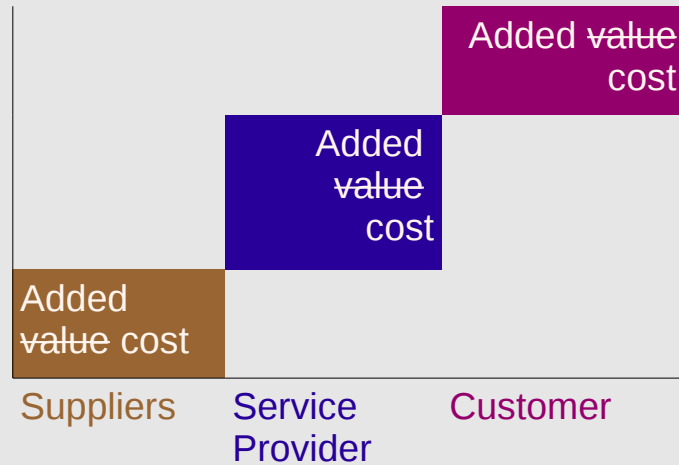 Added value
cost
Added
value
cost
Added
value cost
Suppliers
Service
Provider
Customer